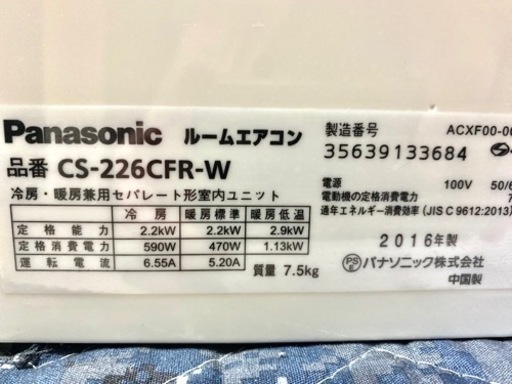 Panasonic ルームエアコン
品番 CS-226CFR-W
冷房・暖房兼用セパレート形室内ユニット
冷 房 暖房標準 暖房低温
定格能力 2.2kW 2.2kW 2.9kW
定格消費電力 590W 470W 1.13kW
運転電流 6.55A 5.20A
質量 7.5kg
製造番号 ACXF00-0
35639133684
電源 100V 50/6
電動機の定格消費電力 7
通年エネルギー消費効率(JIS C 9612:2013)
2016年製
PS E パナソニック株式会社
中国製